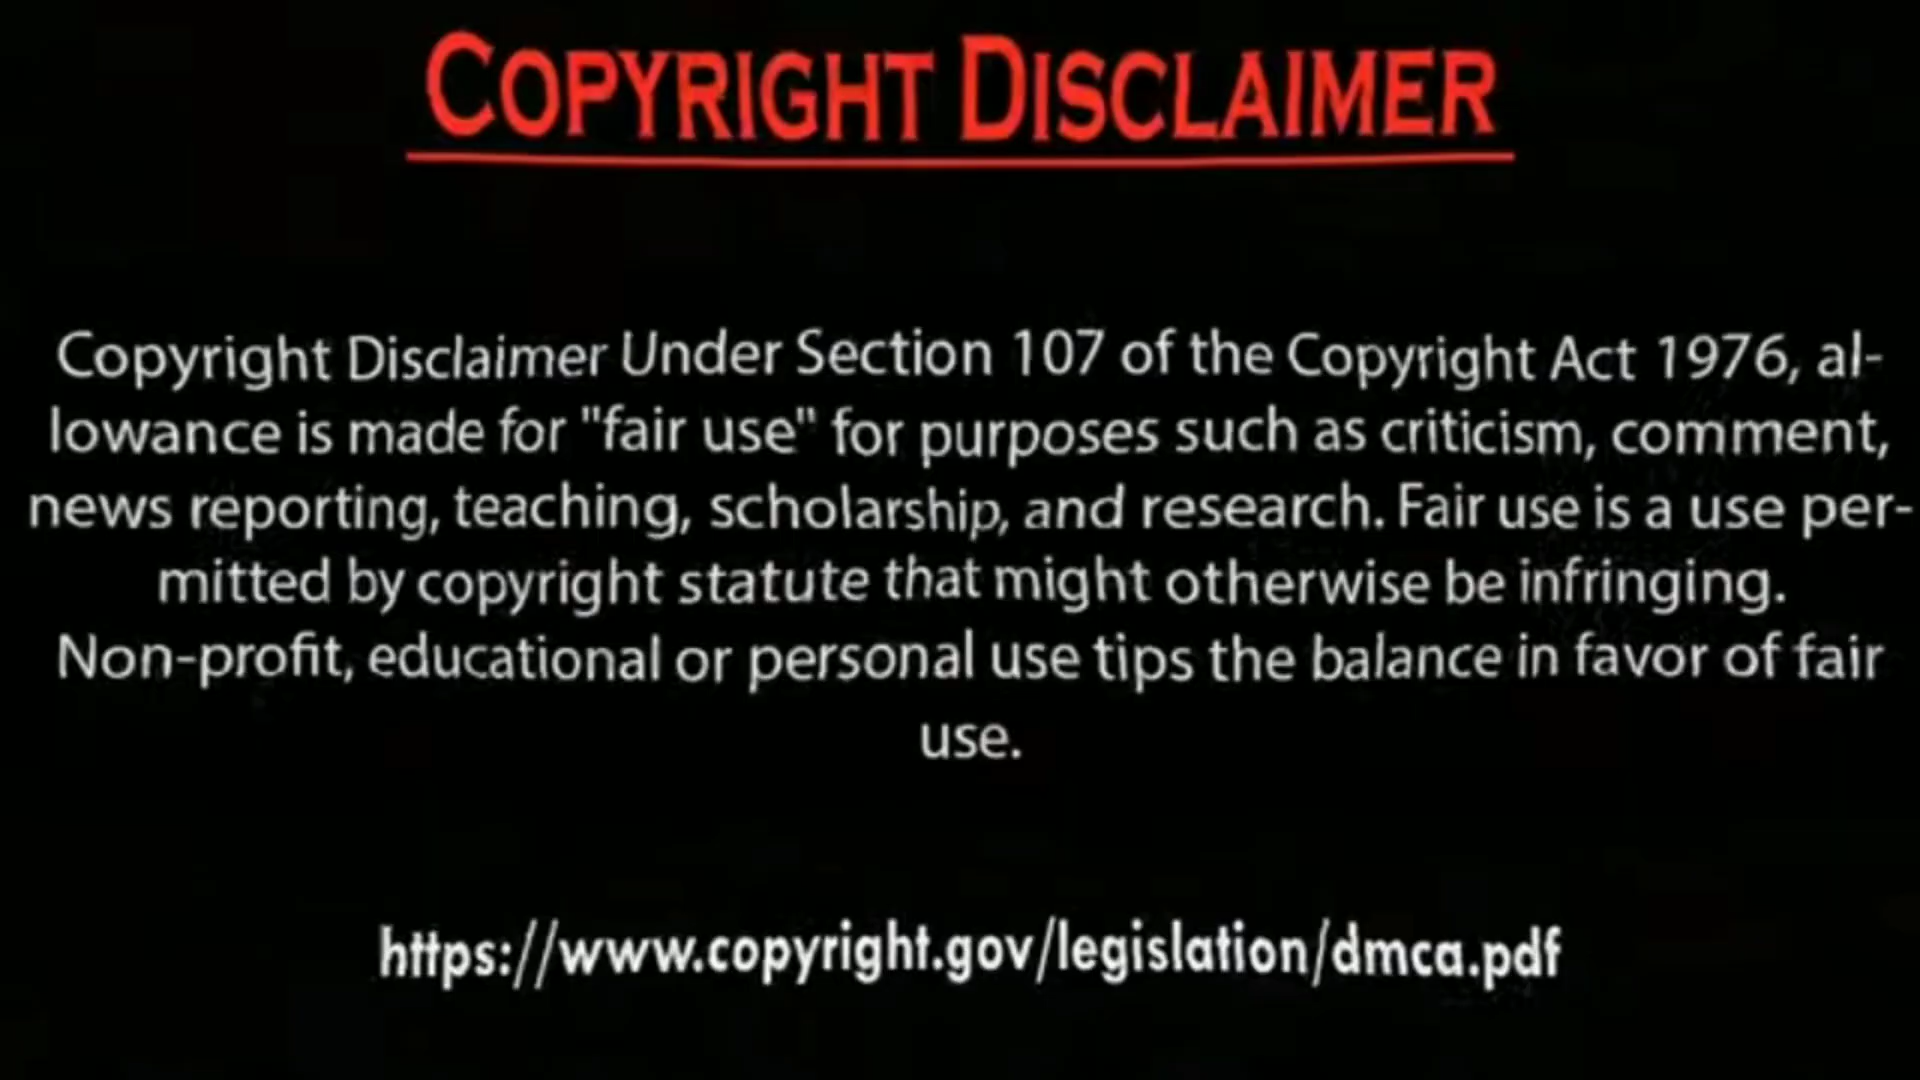 COPYRIGHT DISCLAIMER
Copyright Disclaimer Under Section 107 of the Copyright Act 1976, al-
lowance is made for "fair use" for purposes such as criticism, comment,
news reporting, teaching, scholarship, and research. Fair use is a use per-
mitted by copyright statute that might otherwise be infringing.
Non-profit, educational or personal use tips the balance in favor of fair
use.
https://www.copyright.gov/legislation/dmca.pdf